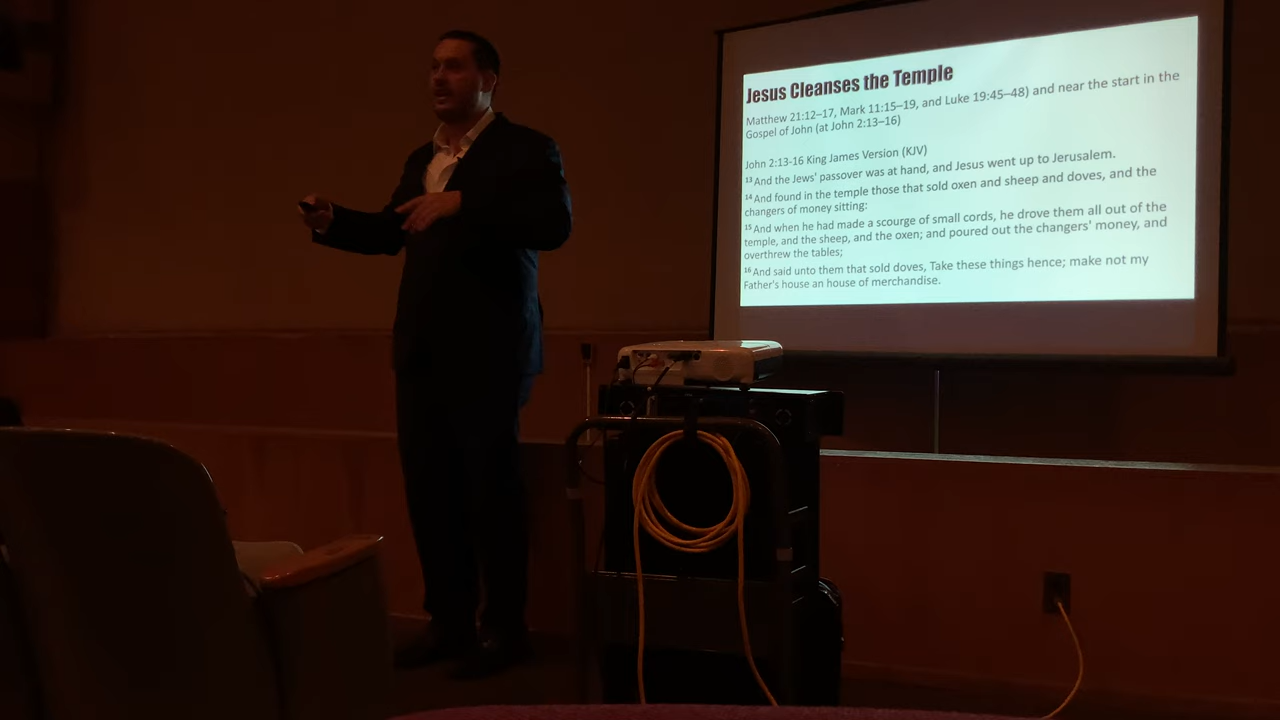 Jesus Cleanses the Temple
Matthew 21:12–17, Mark 11:15–19, and Luke 19:45–48) and near the start in the
Gospel of John (at John 2:13–16)
John 2:13-16 King James Version (KJV)
13 And the Jews' passover was at hand, and Jesus went up to Jerusalem.
14 And found in the temple those that sold oxen and sheep and doves, and the
changers of money sitting:
15 And when he had made a scourge of small cords, he drove them all out of the
temple, and the sheep, and the oxen; and poured out the changers' money, and
overthrew the tables;
16 And said unto them that sold doves, Take these things hence; make not my
Father's house an house of merchandise.